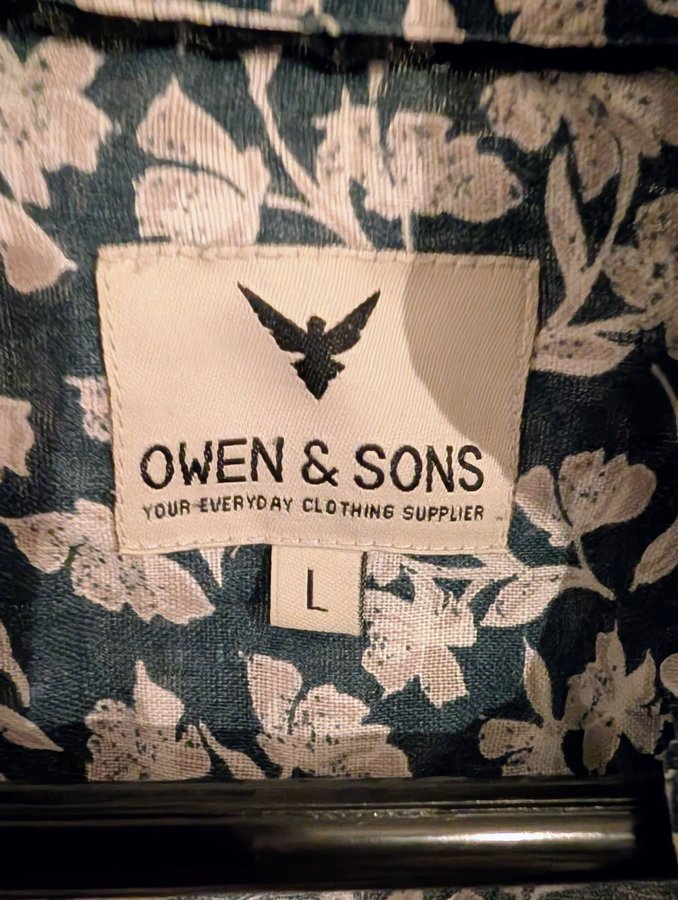 OWEN & SONS
YOUR EVERYDAY CLOTHING SUPPLIER
L